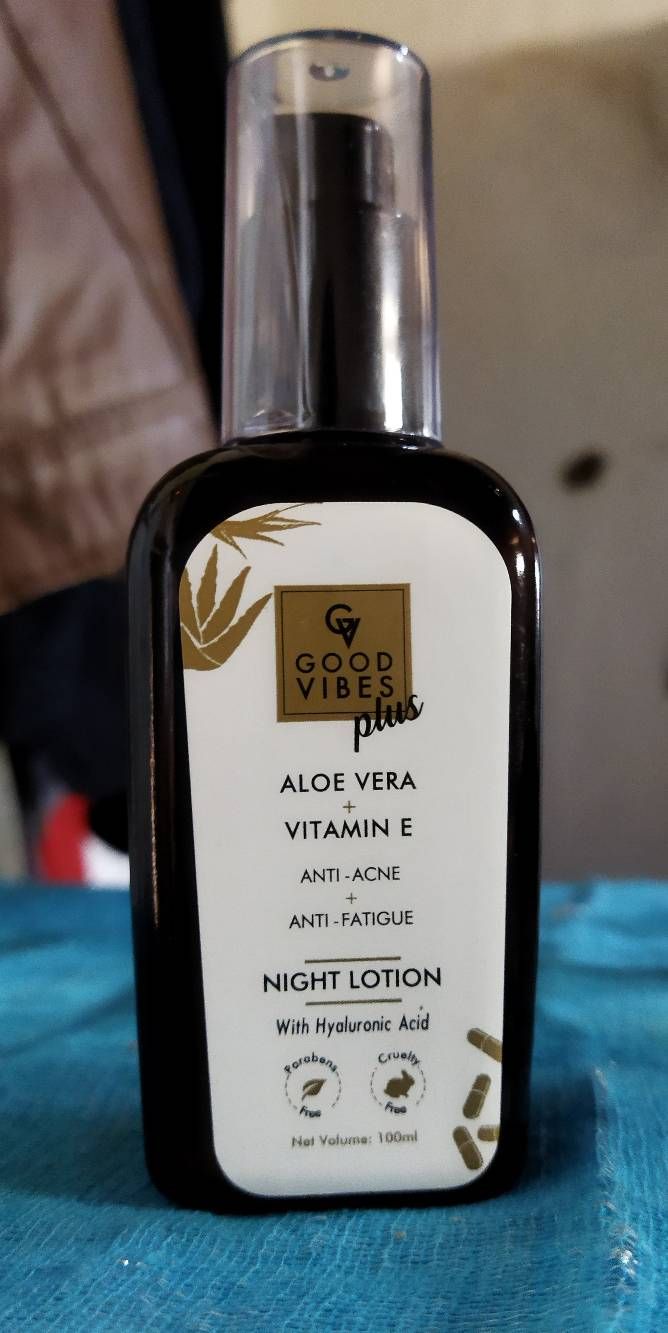 GV
GOOD
VIBES
plus
ALOE VERA
+
VITAMIN E
ANTI-ACNE
+
ANTI-FATIGUE
NIGHT LOTION
With Hyaluronic Acid
Parabens Free
Cruelty Free
Net Volume: 100ml